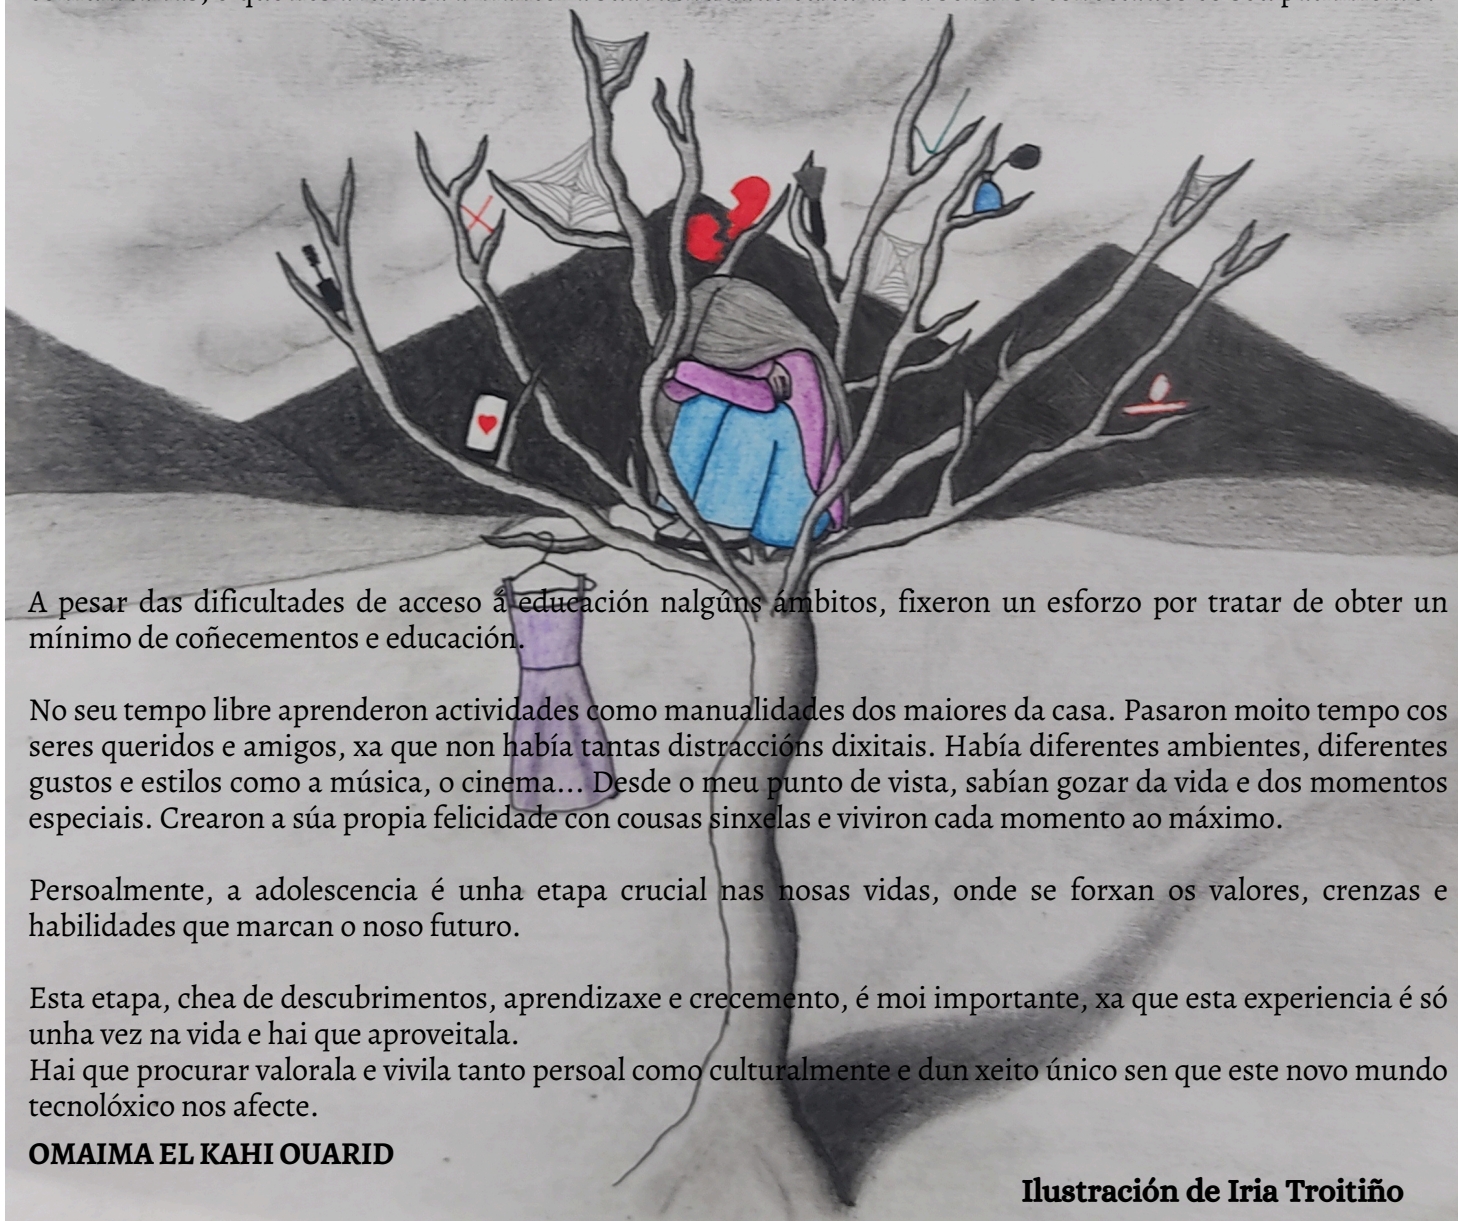 A pesar das dificultades de acceso á educación nalgúns ámbitos, fixeron un esforzo por tratar de obter un
mínimo de coñecementos e educación.
No seu tempo libre aprenderon actividades como manualidades dos maiores da casa. Pasaron moito tempo cos
seres queridos e amigos, xa que non había tantas distraccións dixitais. Había diferentes ambientes, diferentes
gustos e estilos como a música, o cinema... Desde o meu punto de vista, sabían gozar da vida e dos momentos
especiais. Crearon a súa propia felicidade con cousas sinxelas e viviron cada momento ao máximo.
Persoalmente, a adolescencia é unha etapa crucial nas nosas vidas, onde se forxan os valores, crenzas e
habilidades que marcan o noso futuro.
Esta etapa, chea de descubrimentos, aprendizaxe e crecemento, é moi importante, xa que esta experiencia é só
unha vez na vida e hai que aproveitala.
Hai que procurar valorala e vivila tanto persoal como culturalmente e dun xeito único sen que este novo mundo
tecnolóxico nos afecte.
OMAIMA EL KAHI OUARID
Ilustración de Iria Troitiño